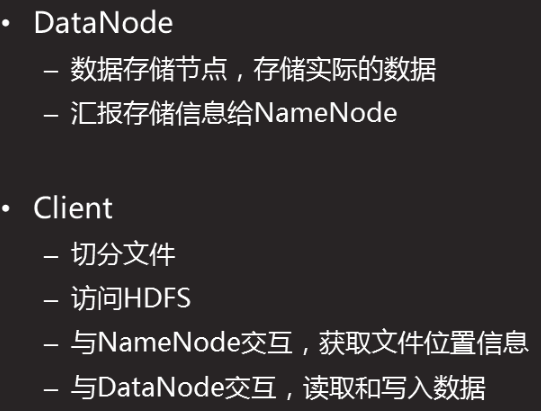 • DataNode
– 数据存储节点，存储实际的数据
– 汇报存储信息给NameNode
• Client
– 切分文件
– 访问HDFS
– 与NameNode交互，获取文件位置信息
– 与DataNode交互，读取和写入数据